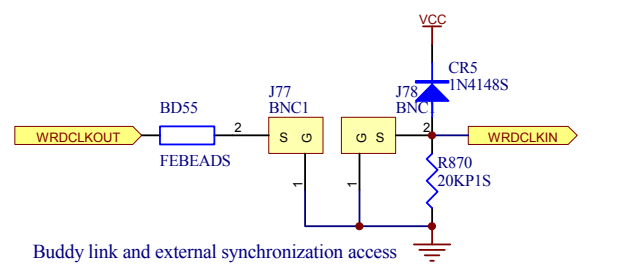 VCC
CR5
1N4148S
J77
BNC1
J78
BNC1
BD55
WRDCLKOUT
2
S G
G S
2
WRDCLKIN
FEBEADS
1
1
R870
20KP1S
Buddy link and external synchronization access